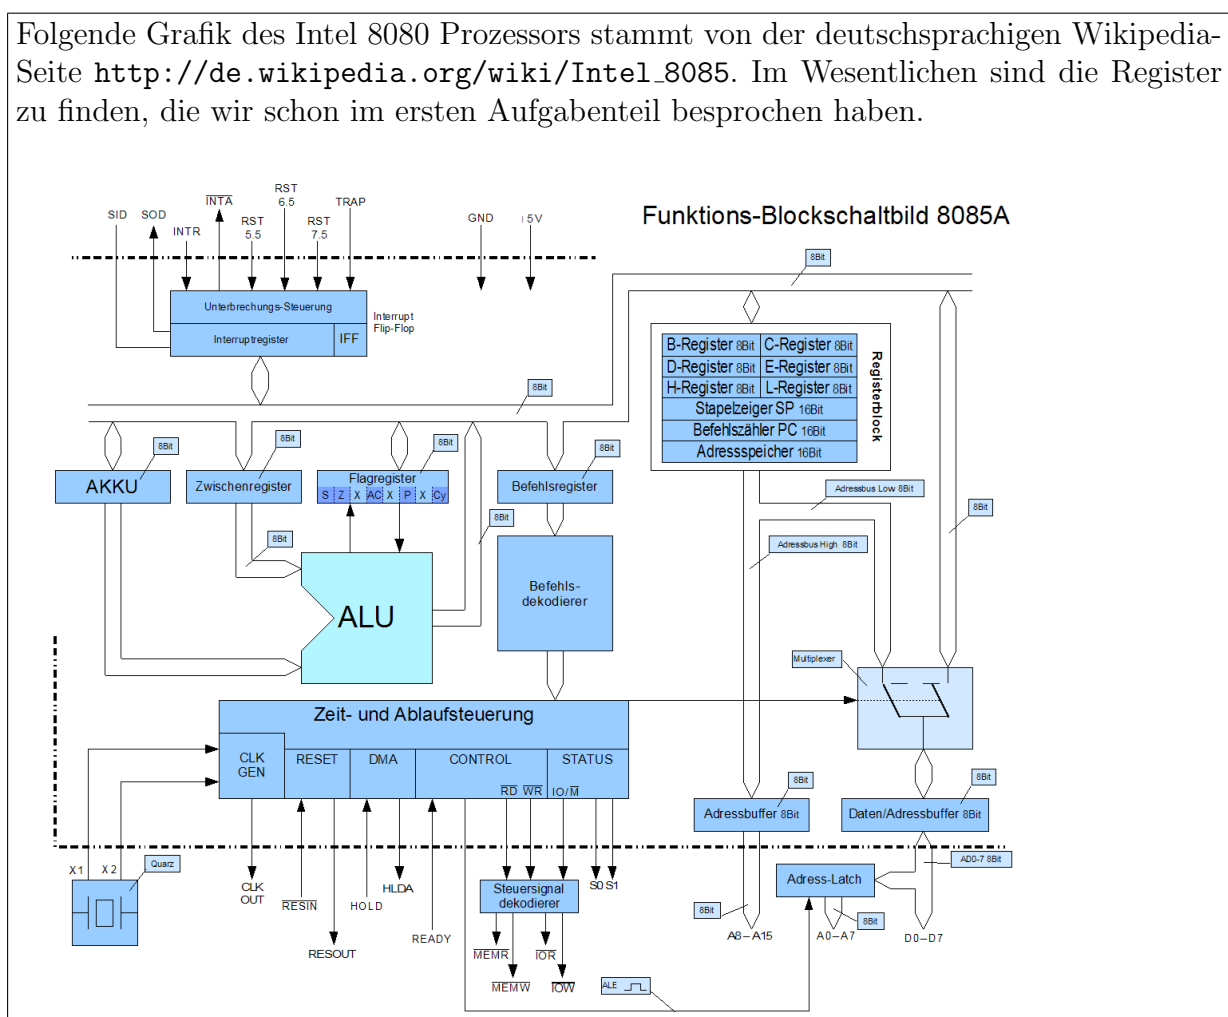 Folgende Grafik des Intel 8080 Prozessors stammt von der deutschsprachigen Wikipedia-
Seite http://de.wikipedia.org/wiki/Intel_8085. Im Wesentlichen sind die Register
zu finden, die wir schon im ersten Aufgabenteil besprochen haben.
Funktions-Blockschaltbild 8085A
SID
SOD
INTR
INTA
RST
5.5
RST
6.5
RST
7.5
TRAP
GND
5V
8Bit
Unterbrechungs-Steuerung
Interruptregister
IFF
Interrupt
Flip-Flop
B-Register 8Bit
C-Register 8Bit
D-Register 8Bit
E-Register 8Bit
H-Register 8Bit
L-Register 8Bit
Stapelzeiger SP 16Bit
Befehlszähler PC 16Bit
Adressspeicher 16Bit
Registerblock
8Bit
8Bit
8Bit
8Bit
8Bit
AKKU
Zwischenregister
Flagregister
S Z X AC X P X Cy
Befehlsregister
Adressbus Low 8Bit
8Bit
8Bit
8Bit
Adressbus High 8Bit
ALU
Befehls-
dekodierer
Multiplexer
Zeit- und Ablaufsteuerung
CLK
GEN
RESET
DMA
CONTROL
STATUS
RD WR
IO/M
8Bit
8Bit
Adressbuffer 8Bit
Daten/Adressbuffer 8Bit
X1
X2
Quarz
CLK
OUT
RESIN
RESOUT
HOLD
HLDA
READY
Steuersignal
dekodierer
S0 S1
MEMR
MEMW
IOR
IOW
Adress-Latch
AD0-7 8Bit
8Bit
8Bit
A8-A15
A0-A7
D0-D7
ALE